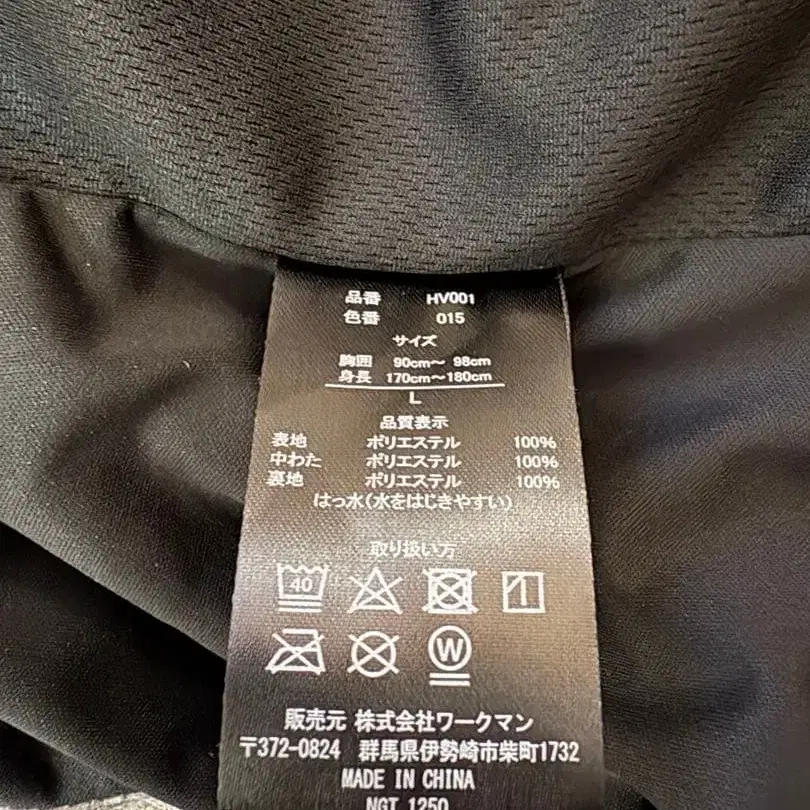 品番 HV001
色番 015
サイズ
胸囲 90cm～ 98cm
身長 170cm～180cm
L
品質表示
表地 ポリエステル 100%
中わた ポリエステル 100%
裏地 ポリエステル 100%
はっ水(水をはじきやすい)
取り扱い方
40
W
販売元 株式会社ワークマン
〒372-0824 群馬県伊勢崎市柴町1732
MADE IN CHINA
NGT 1250